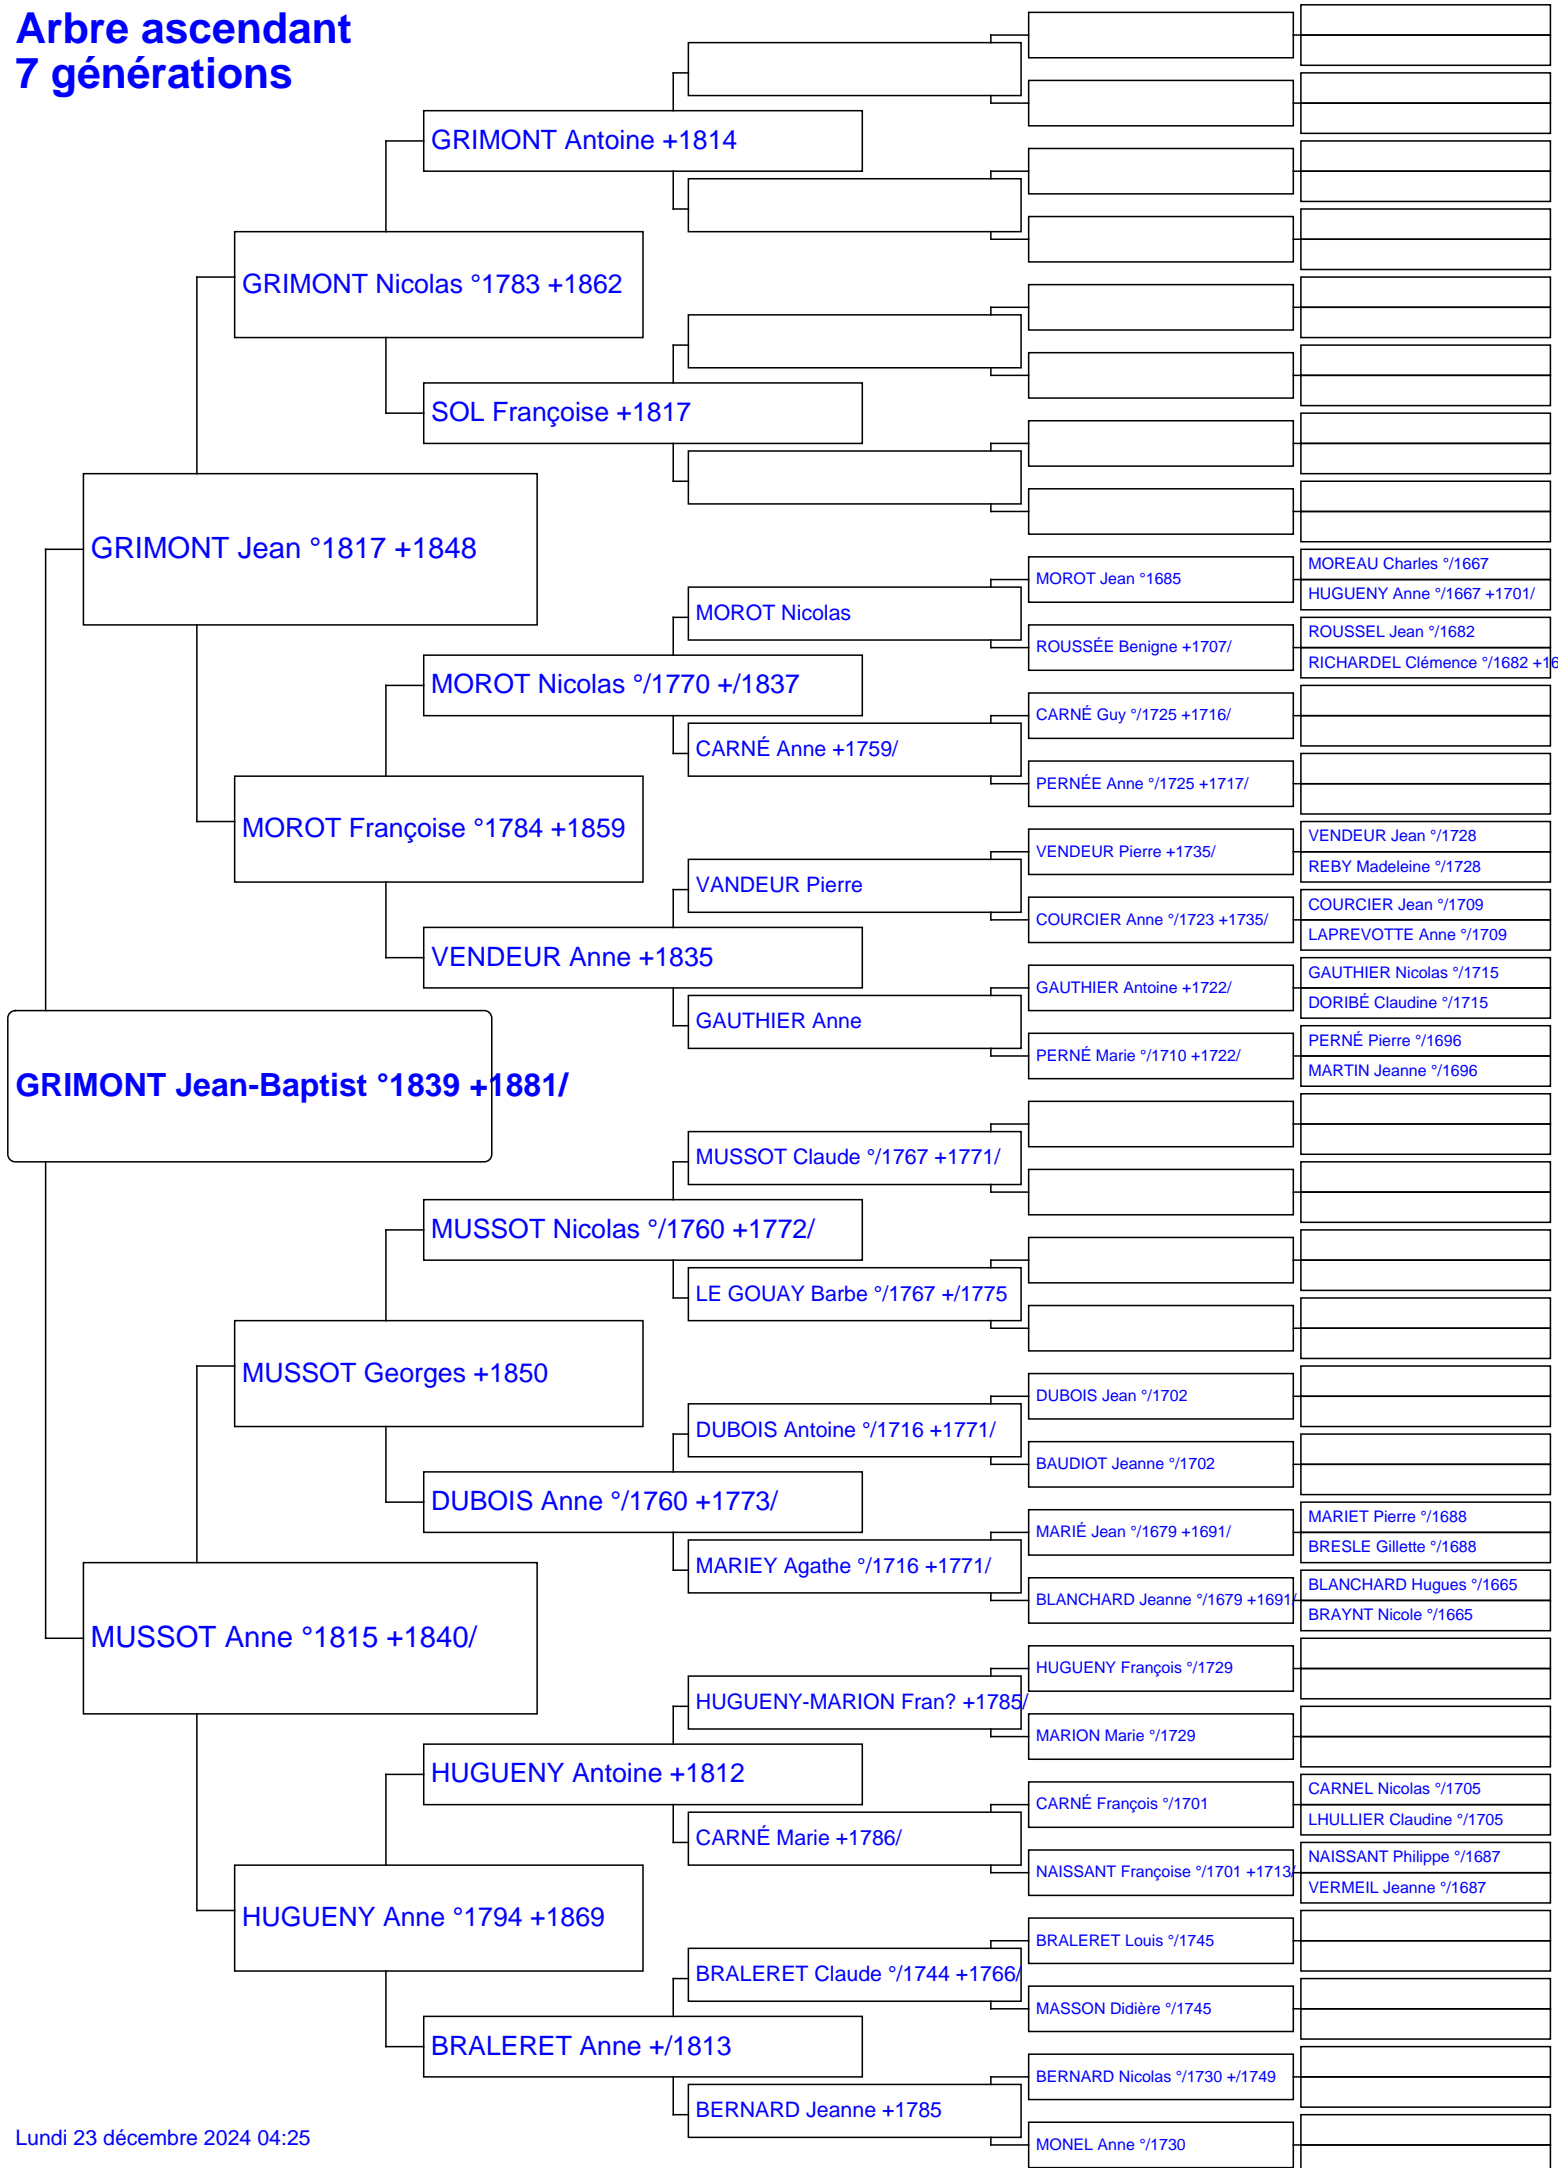 Arbre ascendant
7 générations
GRIMONT Antoine +1814
GRIMONT Nicolas °1783 +1862
SOL Françoise +1817
GRIMONT Jean °1817 +1848
MOREAU Charles °/1667
MOROT Jean °1685
HUGUENY Anne °/1667 +1701/
MOROT Nicolas
ROUSSEL Jean °/1682
ROUSSÉE Benigne +1707/
RICHARDEL Clémence °/1682 +16
MOROT Nicolas °/1770 +/1837
CARNÉ Guy °/1725 +1716/
CARNÉ Anne +1759/
PERNÉE Anne °/1725 +1717/
MOROT Françoise °1784 +1859
VENDEUR Jean °/1728
VENDEUR Pierre +1735/
REBY Madeleine °/1728
VANDEUR Pierre
COURCIER Jean °/1709
COURCIER Anne °/1723 +1735/
LAPREVOTTE Anne °/1709
VENDEUR Anne +1835
GAUTHIER Nicolas °/1715
GAUTHIER Antoine +1722/
DORIBÉ Claudine °/1715
GAUTHIER Anne
PERNÉ Pierre °/1696
PERNÉ Marie °/1710 +1722/
MARTIN Jeanne °/1696
GRIMONT Jean-Baptist °1839 +1881/
MUSSOT Claude °/1767 +1771/
MUSSOT Nicolas °/1760 +1772/
LE GOUAY Barbe °/1767 +/1775
MUSSOT Georges +1850
DUBOIS Jean °/1702
DUBOIS Antoine °/1716 +1771/
BAUDIOT Jeanne °/1702
DUBOIS Anne °/1760 +1773/
MARIET Pierre °/1688
MARIÉ Jean °/1679 +1691/
BRESLE Gillette °/1688
MARIEY Agathe °/1716 +1771/
BLANCHARD Hugues °/1665
BLANCHARD Jeanne °/1679 +1691/
BRAYNT Nicole °/1665
MUSSOT Anne °1815 +1840/
HUGUENY François °/1729
HUGUENY-MARION Fran? +1785/
MARION Marie °/1729
HUGUENY Antoine +1812
CARNEL Nicolas °/1705
CARNÉ François °/1701
LHULLIER Claudine °/1705
CARNÉ Marie +1786/
NAISSANT Philippe °/1687
NAISSANT Françoise °/1701 +1713/
VERMEIL Jeanne °/1687
HUGUENY Anne °1794 +1869
BRALERET Louis °/1745
BRALERET Claude °/1744 +1766/
MASSON Didière °/1745
BRALERET Anne +/1813
BERNARD Nicolas °/1730 +/1749
BERNARD Jeanne +1785
MONEL Anne °/1730
Lundi 23 décembre 2024 04:25